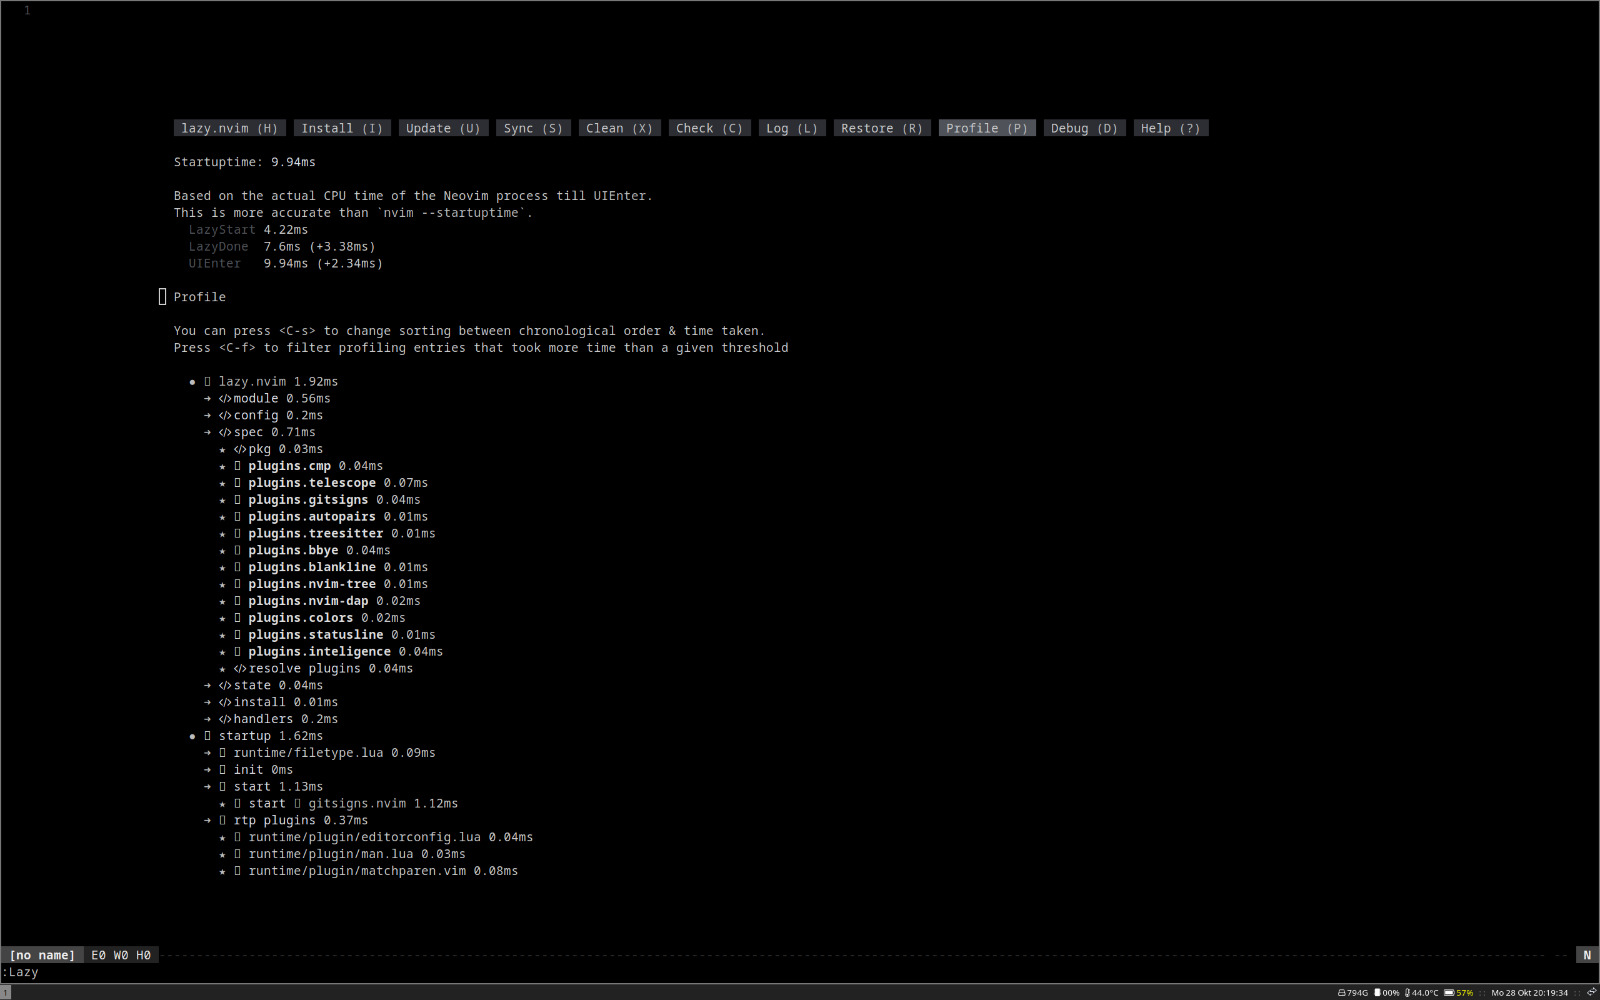 1
lazy.nvim (H) Install (I) Update (U) Sync (S) Clean (X) Check (C) Log (L) Restore (R) Profile (P) Debug (D) Help (?)
Startuptime: 9.94ms
Based on the actual CPU time of the Neovim process till UIEnter.
This is more accurate than `nvim --startuptime`.
LazyStart 4.22ms
LazyDone 7.6ms (+3.38ms)
UIEnter 9.94ms (+2.34ms)
Profile
You can press <C-s> to change sorting between chronological order & time taken.
Press <C-f> to filter profiling entries that took more time than a given threshold
● lazy.nvim 1.92ms
➜ </>module 0.56ms
➜ </>config 0.2ms
➜ </>spec 0.71ms
★ </>pkg 0.03ms
★ plugins.cmp 0.04ms
★ plugins.telescope 0.07ms
★ plugins.gitsigns 0.04ms
★ plugins.autopairs 0.01ms
★ plugins.treesitter 0.01ms
★ plugins.bbye 0.04ms
★ plugins.blankline 0.01ms
★ plugins.nvim-tree 0.01ms
★ plugins.nvim-dap 0.02ms
★ plugins.colors 0.02ms
★ plugins.statusline 0.01ms
★ plugins.inteligence 0.04ms
★ </>resolve plugins 0.04ms
➜ </>state 0.04ms
➜ </>install 0.01ms
➜ </>handlers 0.2ms
● startup 1.62ms
➜ runtime/filetype.lua 0.09ms
➜ init 0ms
➜ start 1.13ms
★ start gitsigns.nvim 1.12ms
➜ rtp plugins 0.37ms
★ runtime/plugin/editorconfig.lua 0.04ms
★ runtime/plugin/man.lua 0.03ms
★ runtime/plugin/matchparen.vim 0.08ms
[no name] E0 W0 H0 N
:Lazy
1 794G 00% 44.0°C 57% :: Mo 28 Okt 20:19:34 ::